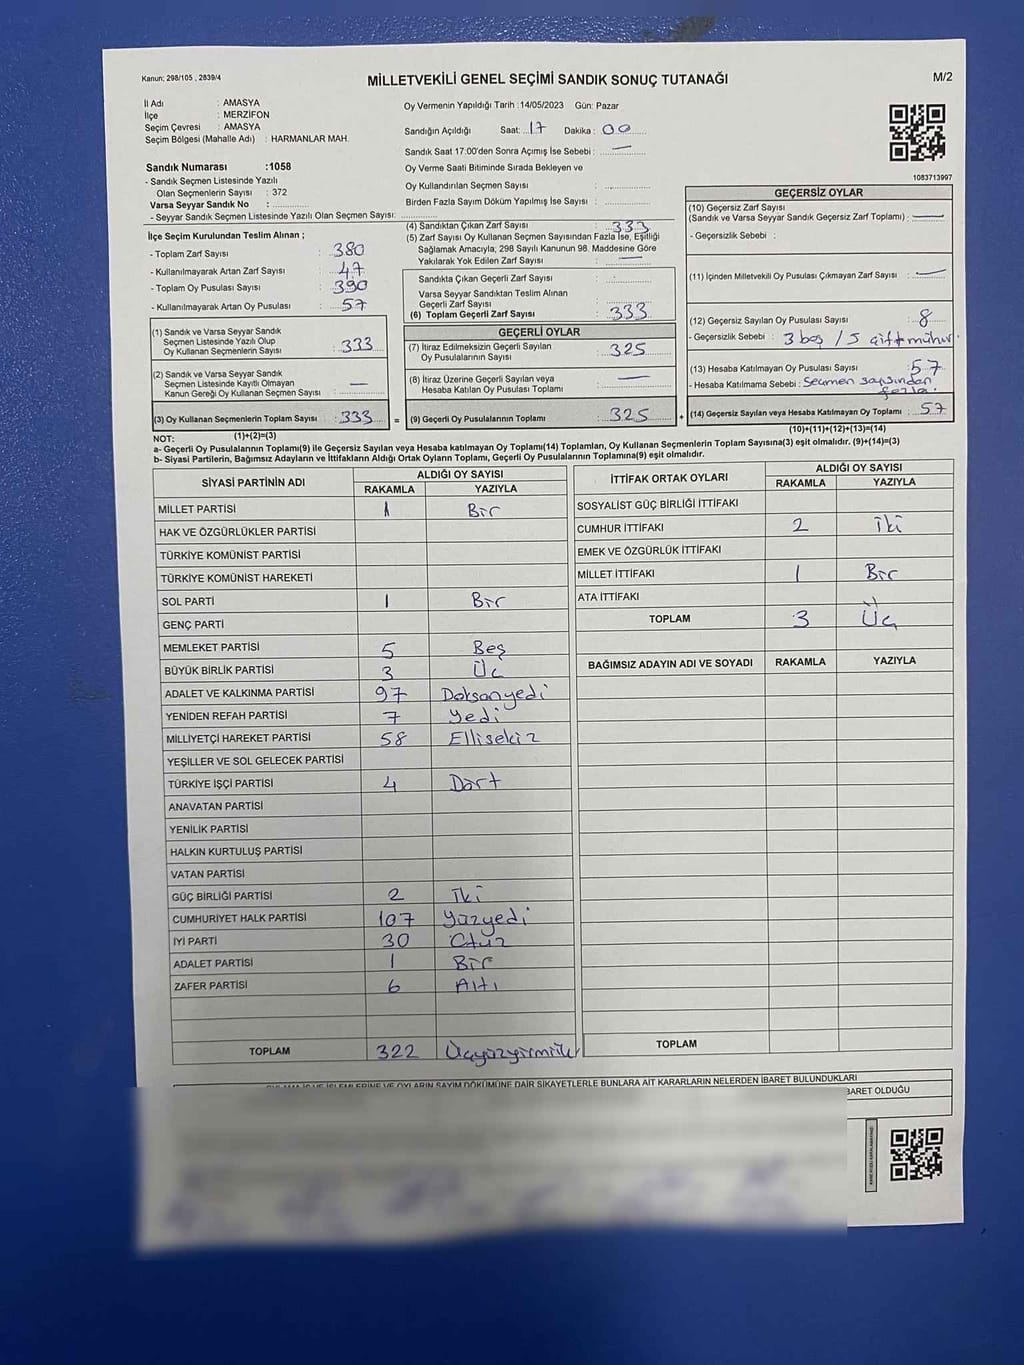 Kanun; 298/105 , 2839/4
MİLLETVEKİLİ GENEL SEÇİMİ SANDIK SONUÇ TUTANAĞI
M/2
İl Adı : AMASYA
İlçe : MERZİFON
Seçim Çevresi : AMASYA
Seçim Bölgesi (Mahalle Adı) : HARMANLAR MAH.
Sandık Numarası :1058
- Sandık Seçmen Listesinde Yazılı
Olan Seçmenlerin Sayısı : 372
Varsa Seyyar Sandık No :
- Seyyar Sandık Seçmen Listesinde Yazılı Olan Seçmen Sayısı:
Oy Vermenin Yapıldığı Tarih :14/05/2023 Gün: Pazar
Sandığın Açıldığı Saat: 17 Dakika : 00
Sandık Saat 17:00'den Sonra Açımış İse Sebebi : —
Oy Verme Saati Bitiminde Sırada Bekleyen ve
Oy Kullandırılan Seçmen Sayısı :
Birden Fazla Sayım Döküm Yapılmış İse Sayısı :
1083713997
İlçe Seçim Kurulundan Teslim Alınan ;
- Toplam Zarf Sayısı : 380
- Kullanılmayarak Artan Zarf Sayısı : 47
- Toplam Oy Pusulası Sayısı : 390
- Kullanılmayarak Artan Oy Pusulası : 57
(1) Sandık ve Varsa Seyyar Sandık
Seçmen Listesinde Yazılı Olup
Oy Kullanan Seçmenlerin Sayısı : 333
(2) Sandık ve Varsa Seyyar Sandık
Seçmen Listesinde Kayıtlı Olmayan
Kanun Gereği Oy Kullanan Seçmen Sayısı : —
(3) Oy Kullanan Seçmenlerin Toplam Sayısı : 333 =
(1)+(2)=(3)
(4) Sandıktan Çıkan Zarf Sayısı : 333
(5) Zarf Sayısı Oy Kullanan Seçmen Sayısından Fazla İse, Eşitliği
Sağlamak Amacıyla, 298 Sayılı Kanunun 98. Maddesine Göre
Yakılarak Yok Edilen Zarf Sayısı : —
Sandıkta Çıkan Geçerli Zarf Sayısı :
Varsa Seyyar Sandıktan Teslim Alınan
Geçerli Zarf Sayısı :
(6) Toplam Geçerli Zarf Sayısı : 333
GEÇERLİ OYLAR
(7) İtiraz Edilmeksizin Geçerli Sayılan
Oy Pusulalarının Sayısı : 325
(8) İtiraz Üzerine Geçerli Sayılan veya
Hesaba Katılan Oy Pusulası Toplamı : —
(9) Geçerli Oy Pusulalarının Toplamı : 325 +
GEÇERSİZ OYLAR
(10) Geçersiz Zarf Sayısı
(Sandık ve Varsa Seyyar Sandık Geçersiz Zarf Toplamı) : —
- Geçersizlik Sebebi :
(11) İçinden Milletvekili Oy Pusulası Çıkmayan Zarf Sayısı : —
(12) Geçersiz Sayılan Oy Pusulası Sayısı : 8
- Geçersizlik Sebebi : 3 boş / 5 çift mühür
(13) Hesaba Katılmayan Oy Pusulası Sayısı : 57
- Hesaba Katılmama Sebebi : Seçmen sayısından
fazla.
(14) Geçersiz Sayılan veya Hesaba Katılmayan Oy Toplamı : 57
(10)+(11)+(12)+(13)=(14)
NOT:
a- Geçerli Oy Pusulalarının Toplamı(9) ile Geçersiz Sayılan veya Hesaba katılmayan Oy Toplamı(14) Toplamları, Oy Kullanan Seçmenlerin Toplam Sayısına(3) eşit olmalıdır. (9)+(14)=(3)
b- Siyasi Partilerin, Bağımsız Adayların ve İttifakların Aldığı Ortak Oyların Toplamı, Geçerli Oy Pusulalarının Toplamına(9) eşit olmalıdır.
SİYASİ PARTİNİN ADI ALDIĞI OY SAYISI
RAKAMLA YAZIYLA
MİLLET PARTİSİ 1 Bir
HAK VE ÖZGÜRLÜKLER PARTİSİ
TÜRKİYE KOMÜNİST PARTİSİ
TÜRKİYE KOMÜNİST HAREKETİ
SOL PARTİ 1 Bir
GENÇ PARTİ
MEMLEKET PARTİSİ 5 Beş
BÜYÜK BİRLİK PARTİSİ 3 Üç
ADALET VE KALKINMA PARTİSİ 97 Doksanyedi
YENİDEN REFAH PARTİSİ 7 Yedi
MİLLİYETÇİ HAREKET PARTİSİ 58 Ellisekiz
YEŞİLLER VE SOL GELECEK PARTİSİ
TÜRKİYE İŞÇİ PARTİSİ 4 Dört
ANAVATAN PARTİSİ
YENİLİK PARTİSİ
HALKIN KURTULUŞ PARTİSİ
VATAN PARTİSİ
GÜÇ BİRLİĞİ PARTİSİ 2 İki
CUMHURİYET HALK PARTİSİ 107 Yüzyedi
İYİ PARTİ 30 Otuz
ADALET PARTİSİ 1 Bir
ZAFER PARTİSİ 6 Altı
TOPLAM 322 Üçyüzyirmiiki
İTTİFAK ORTAK OYLARI ALDIĞI OY SAYISI
RAKAMLA YAZIYLA
SOSYALİST GÜÇ BİRLİĞİ İTTİFAKI
CUMHUR İTTİFAKI 2 İki
EMEK VE ÖZGÜRLÜK İTTİFAKI
MİLLET İTTİFAKI 1 Bir
ATA İTTİFAKI
TOPLAM 3 Üç
BAĞIMSIZ ADAYIN ADI VE SOYADI RAKAMLA YAZIYLA
TOPLAM
İŞLEMLERİNE VE OYLARIN SAYIM DÖKÜMÜNE DAİR ŞİKAYETLERLE BUNLARA AİT KARARLARIN NELERDEN İBARET BULUNDUKLARI
İBARET OLDUĞU